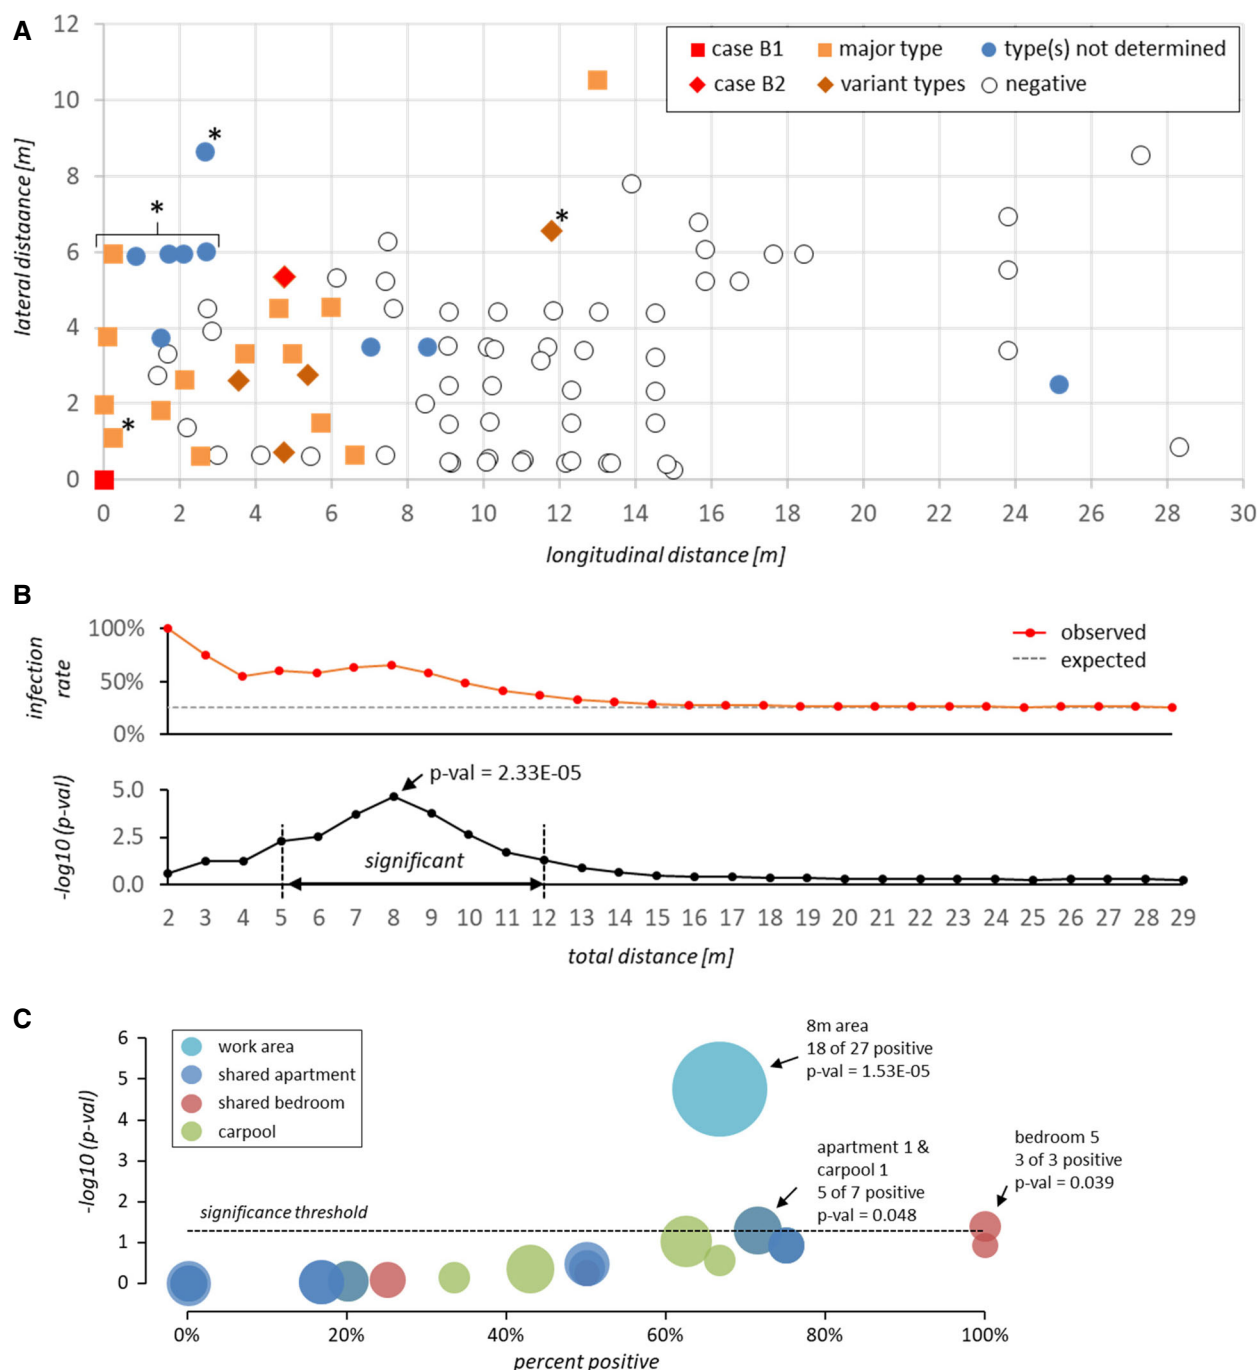 A
12
10
8
6
4
2
0
lateral distaance [m]
case B1
major type
type(s) not determined
case B2
variant types
negative
*
*
*
*
0 2 4 6 8 10 12 14 16 18 20 22 24 26 28 30
longitudinal distance [m]
B
100%
50%
0%
infection
rate
observed
expected
5.0
2.5
0.0
-log10 (p-val)
p-val = 2.33E-05
significant
2 3 4 5 6 7 8 9 10 11 12 13 14 15 16 17 18 19 20 21 22 23 24 25 26 27 28 29
total distance [m]
C
6
5
4
3
2
1
0
-log10 (p-val)
work area
shared apartment
shared bedroom
carpool
8m area
18 of 27 positive
p-val = 1.53E-05
apartment 1 &
carpool 1
5 of 7 positive
p-val = 0.048
bedroom 5
3 of 3 positive
p-val = 0.039
significance threshold
0% 20% 40% 60% 80% 100%
percent positive